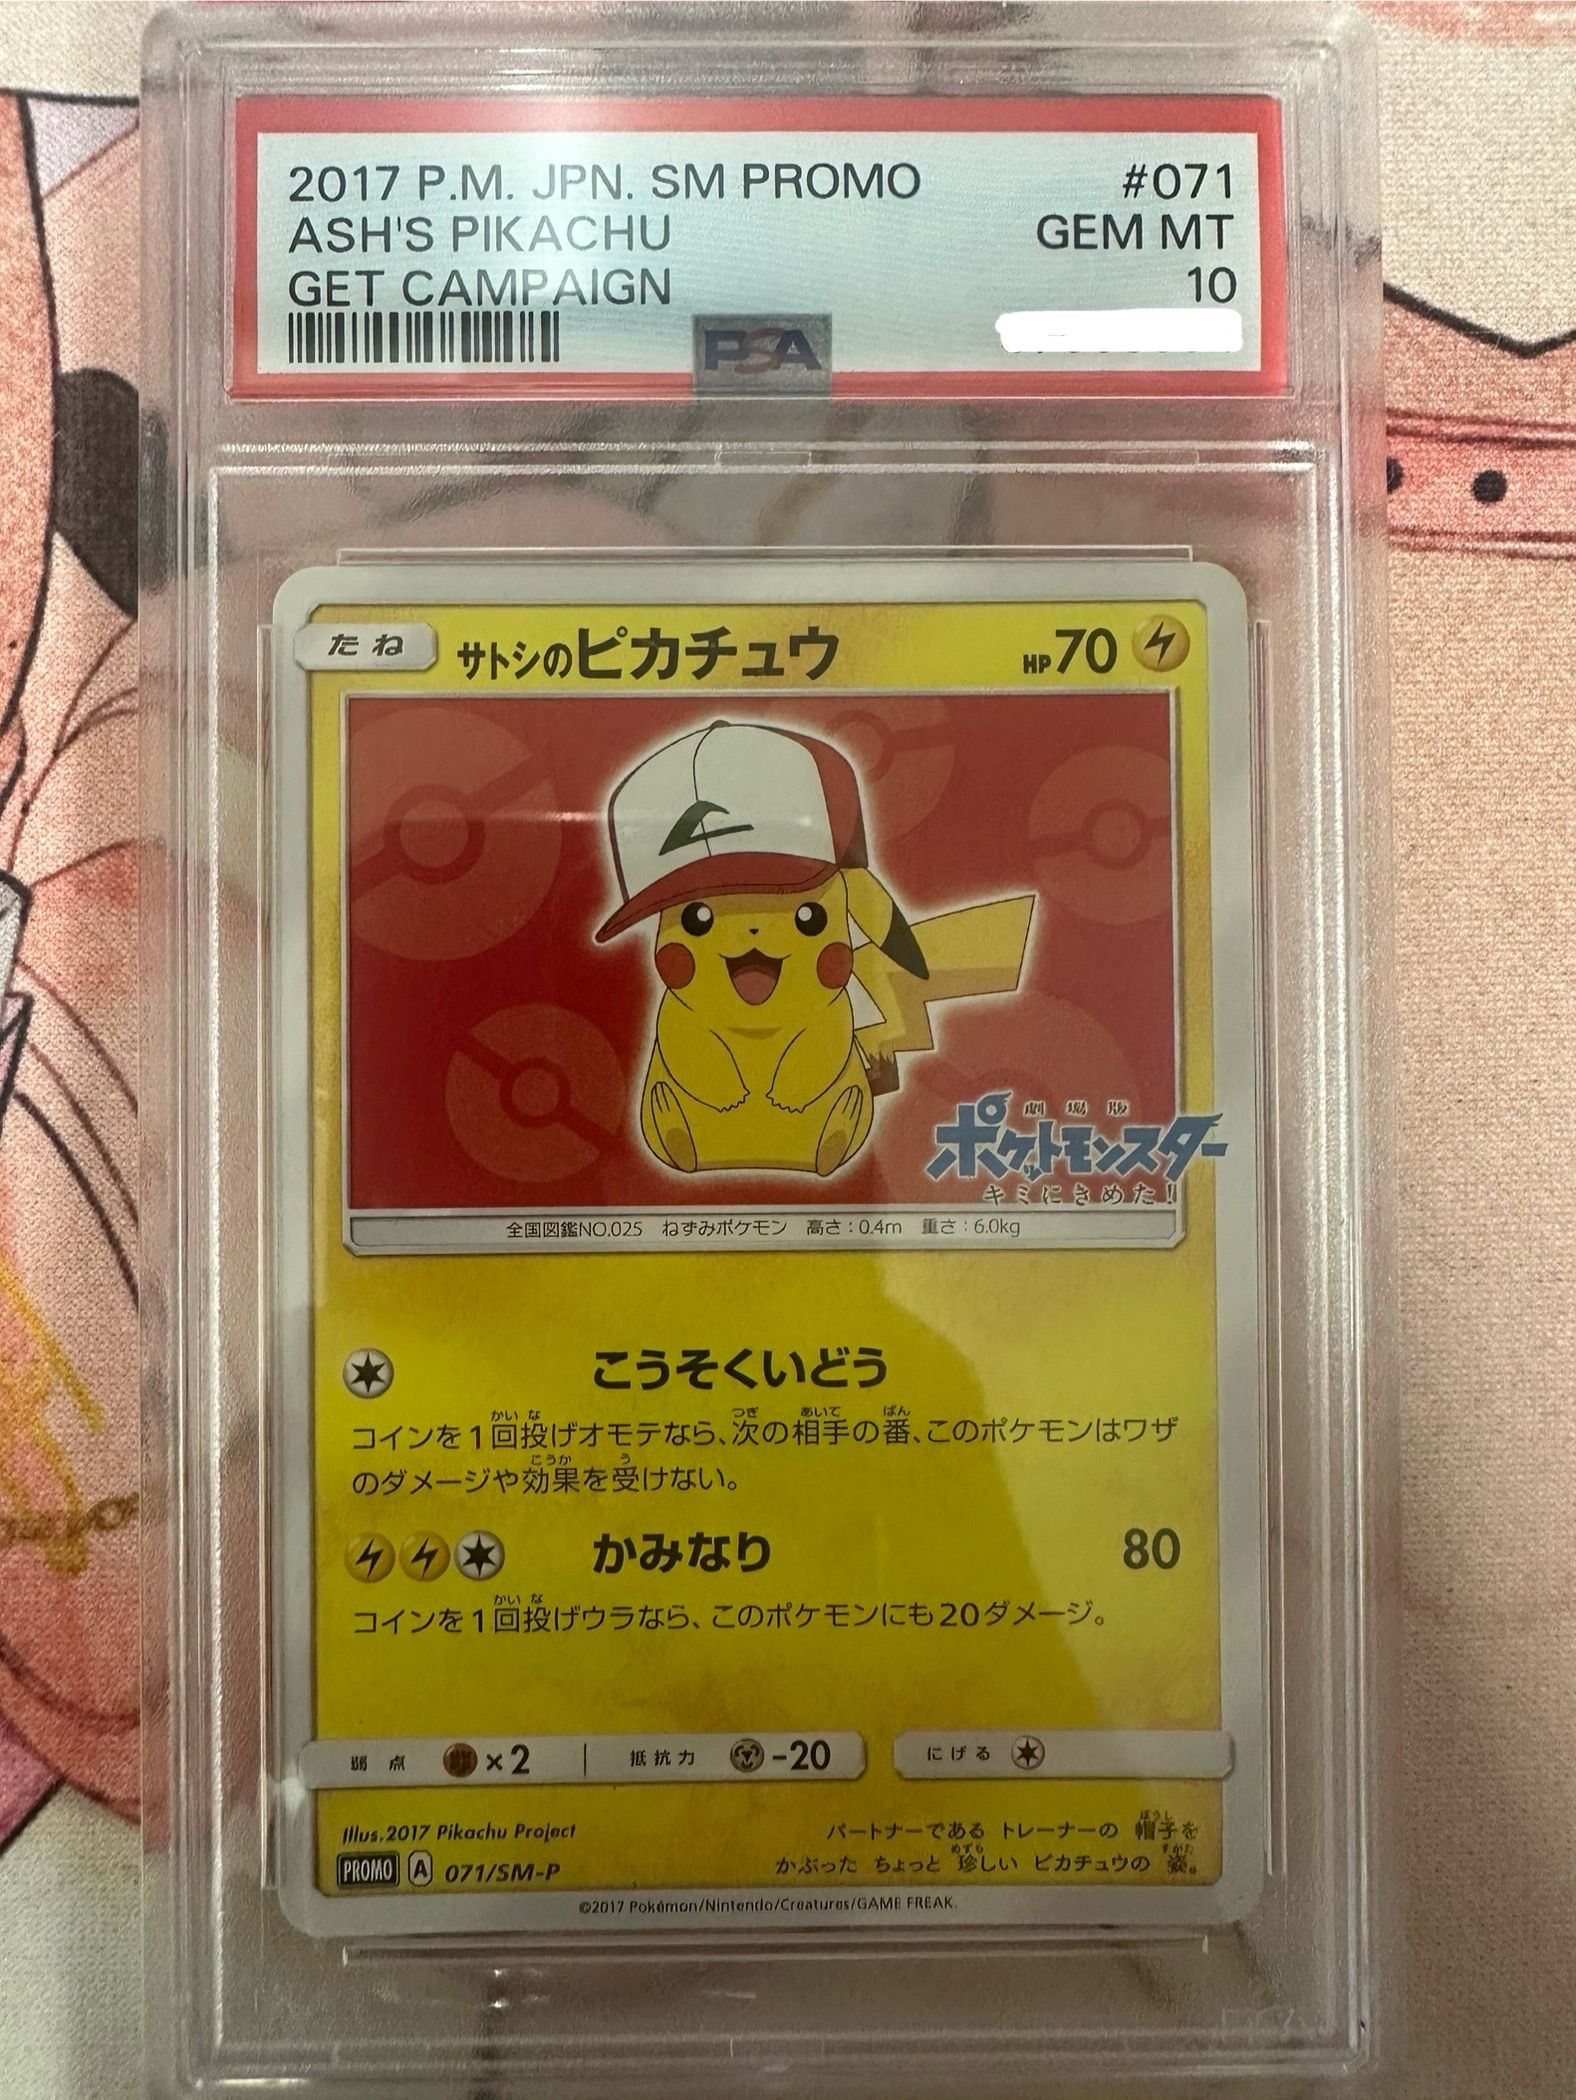 2017 P.M. JPN. SM PROMO #071
ASH'S PIKACHU GEM MT
GET CAMPAIGN 10
PSA
たね サトシのピカチュウ HP70
劇場版
ポケットモンスター
キミにきめた!
全国図鑑NO.025 ねずみポケモン 高さ:0.4m 重さ:6.0kg
こうそくいどう
コインを1回投げオモテなら、次の相手の番、このポケモンはワザ
のダメージや効果を受けない。
かみなり 80
コインを1回投げウラなら、このポケモンにも20ダメージ。
弱点 ×2 抵抗力 -20 にげる
Illus.2017 Pikachu Project
パートナーである トレーナーの 帽子を
かぶった ちょっと 珍しい ピカチュウの 姿。
PROMO A 071/SM-P
©2017 Pokémon/Nintendo/Creatures/GAME FREAK.